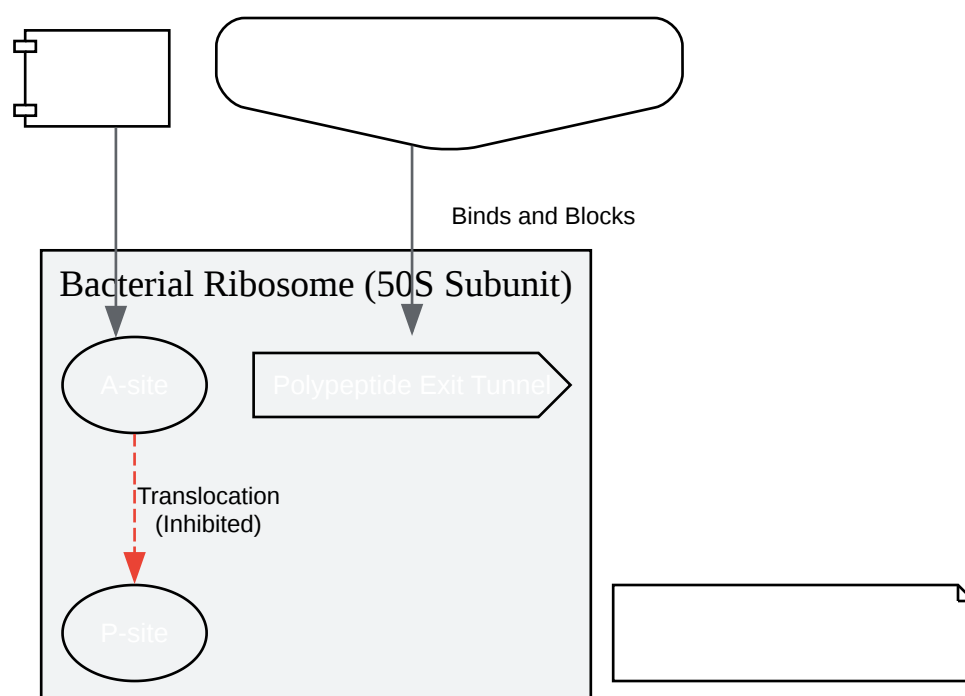 Binds and Blocks
Bacterial Ribosome (50S Subunit)
A-site
Polypeptide Exit Tunnel
Translocation
(Inhibited)
P-site